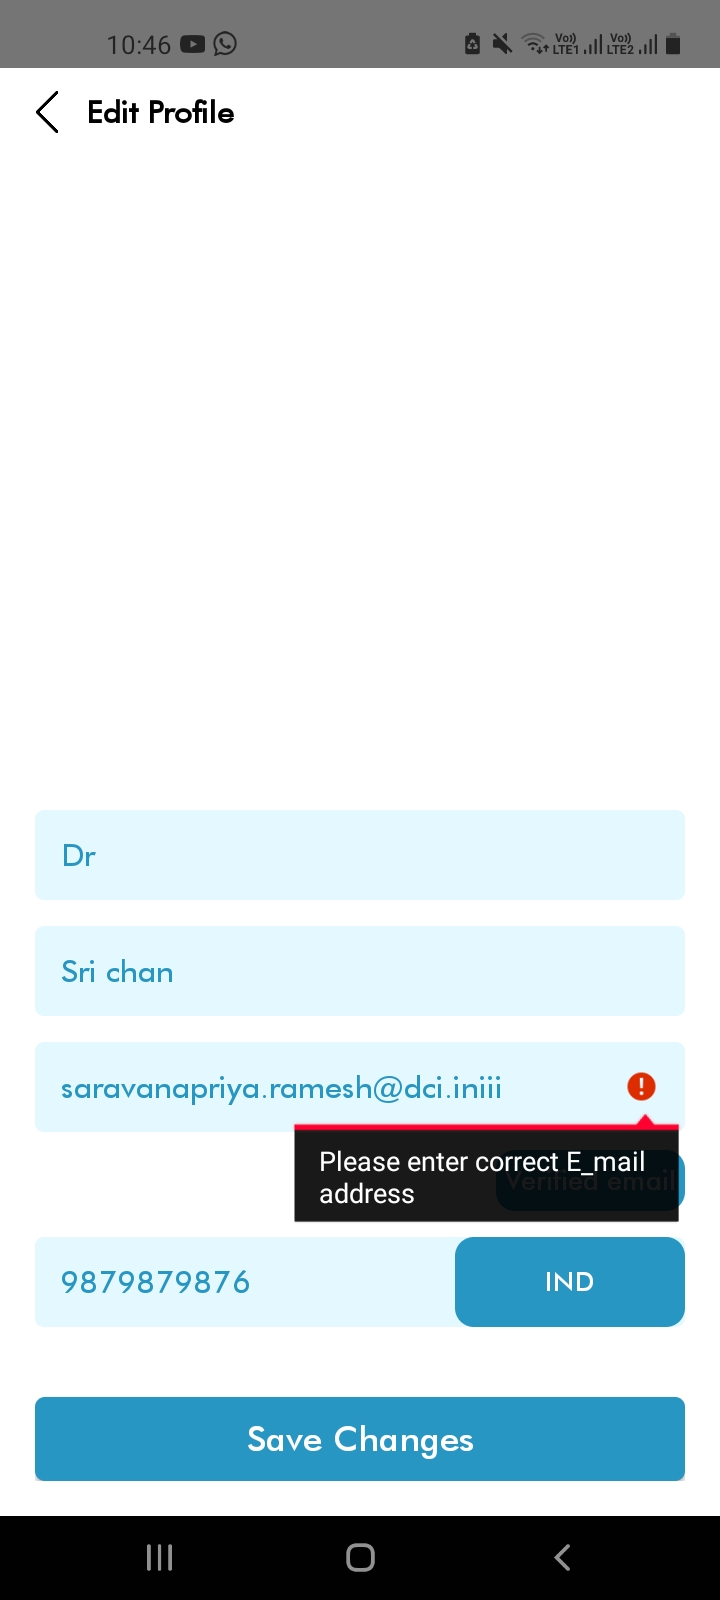 10:46
Vo)) LTE1 Vo)) LTE2
Edit Profile
Dr
Sri chan
saravanapriya.ramesh@dci.iniii
Please enter correct E_mail
address
Verified email
9879879876
IND
Save Changes